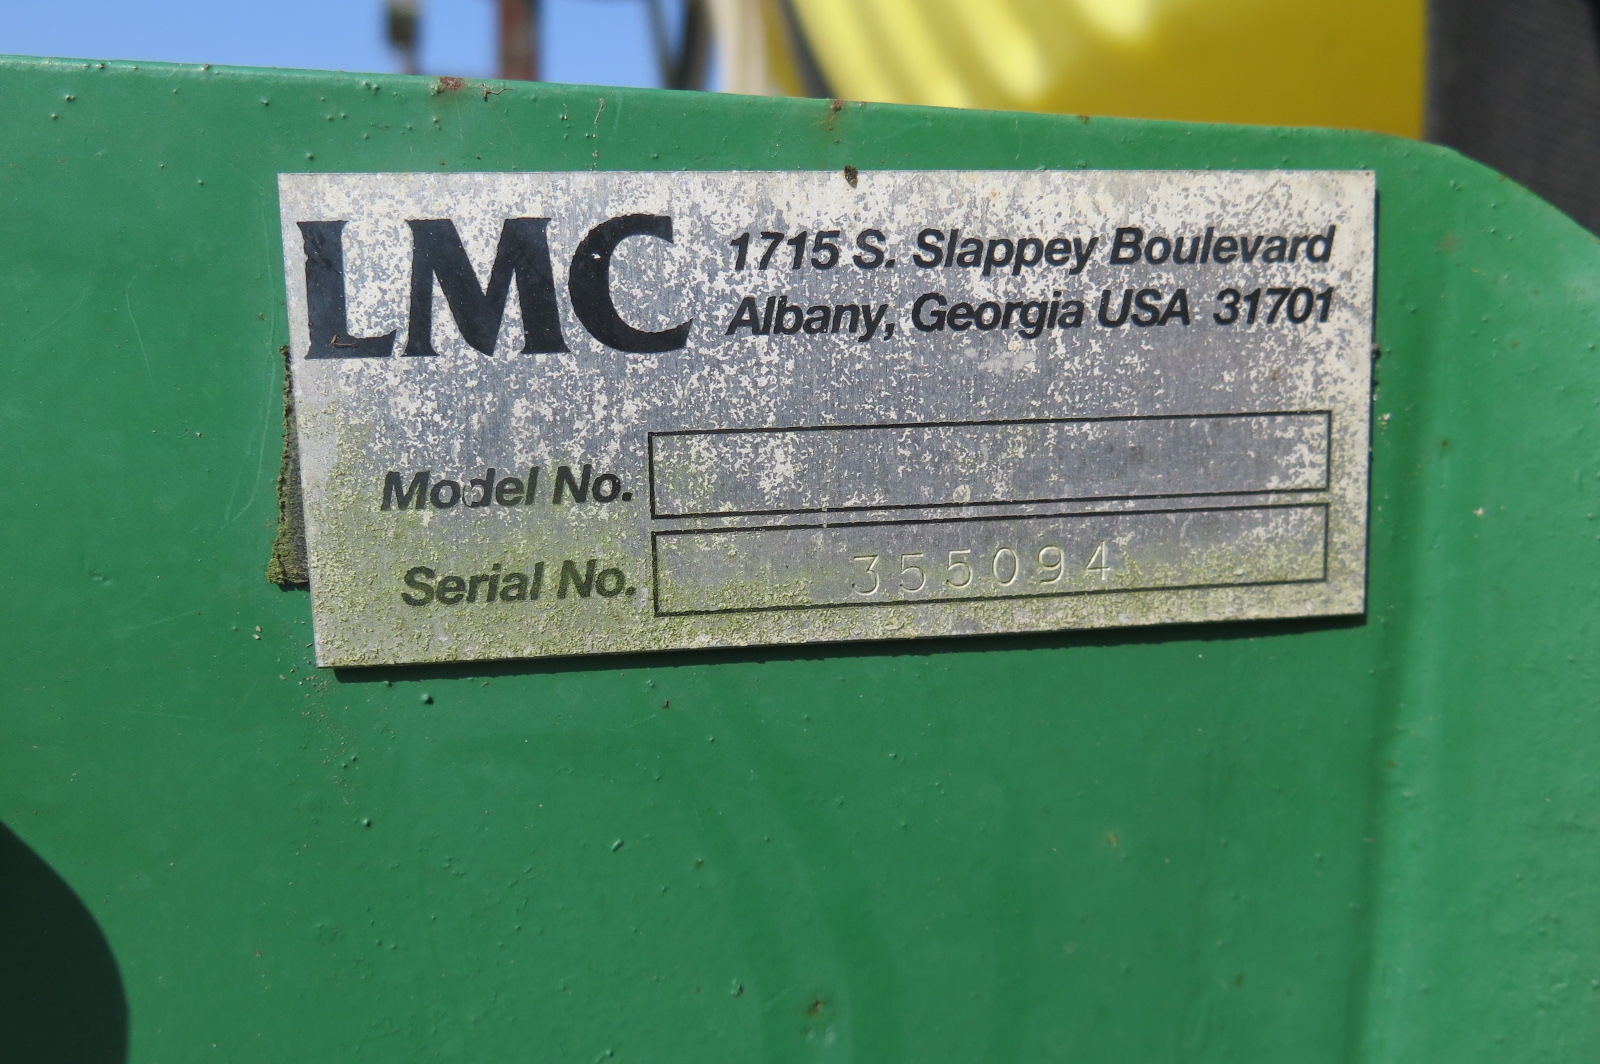 LMC
1715 S. Slappey Boulevard
Albany, Georgia USA 31701
Model No.
Serial No. 355094